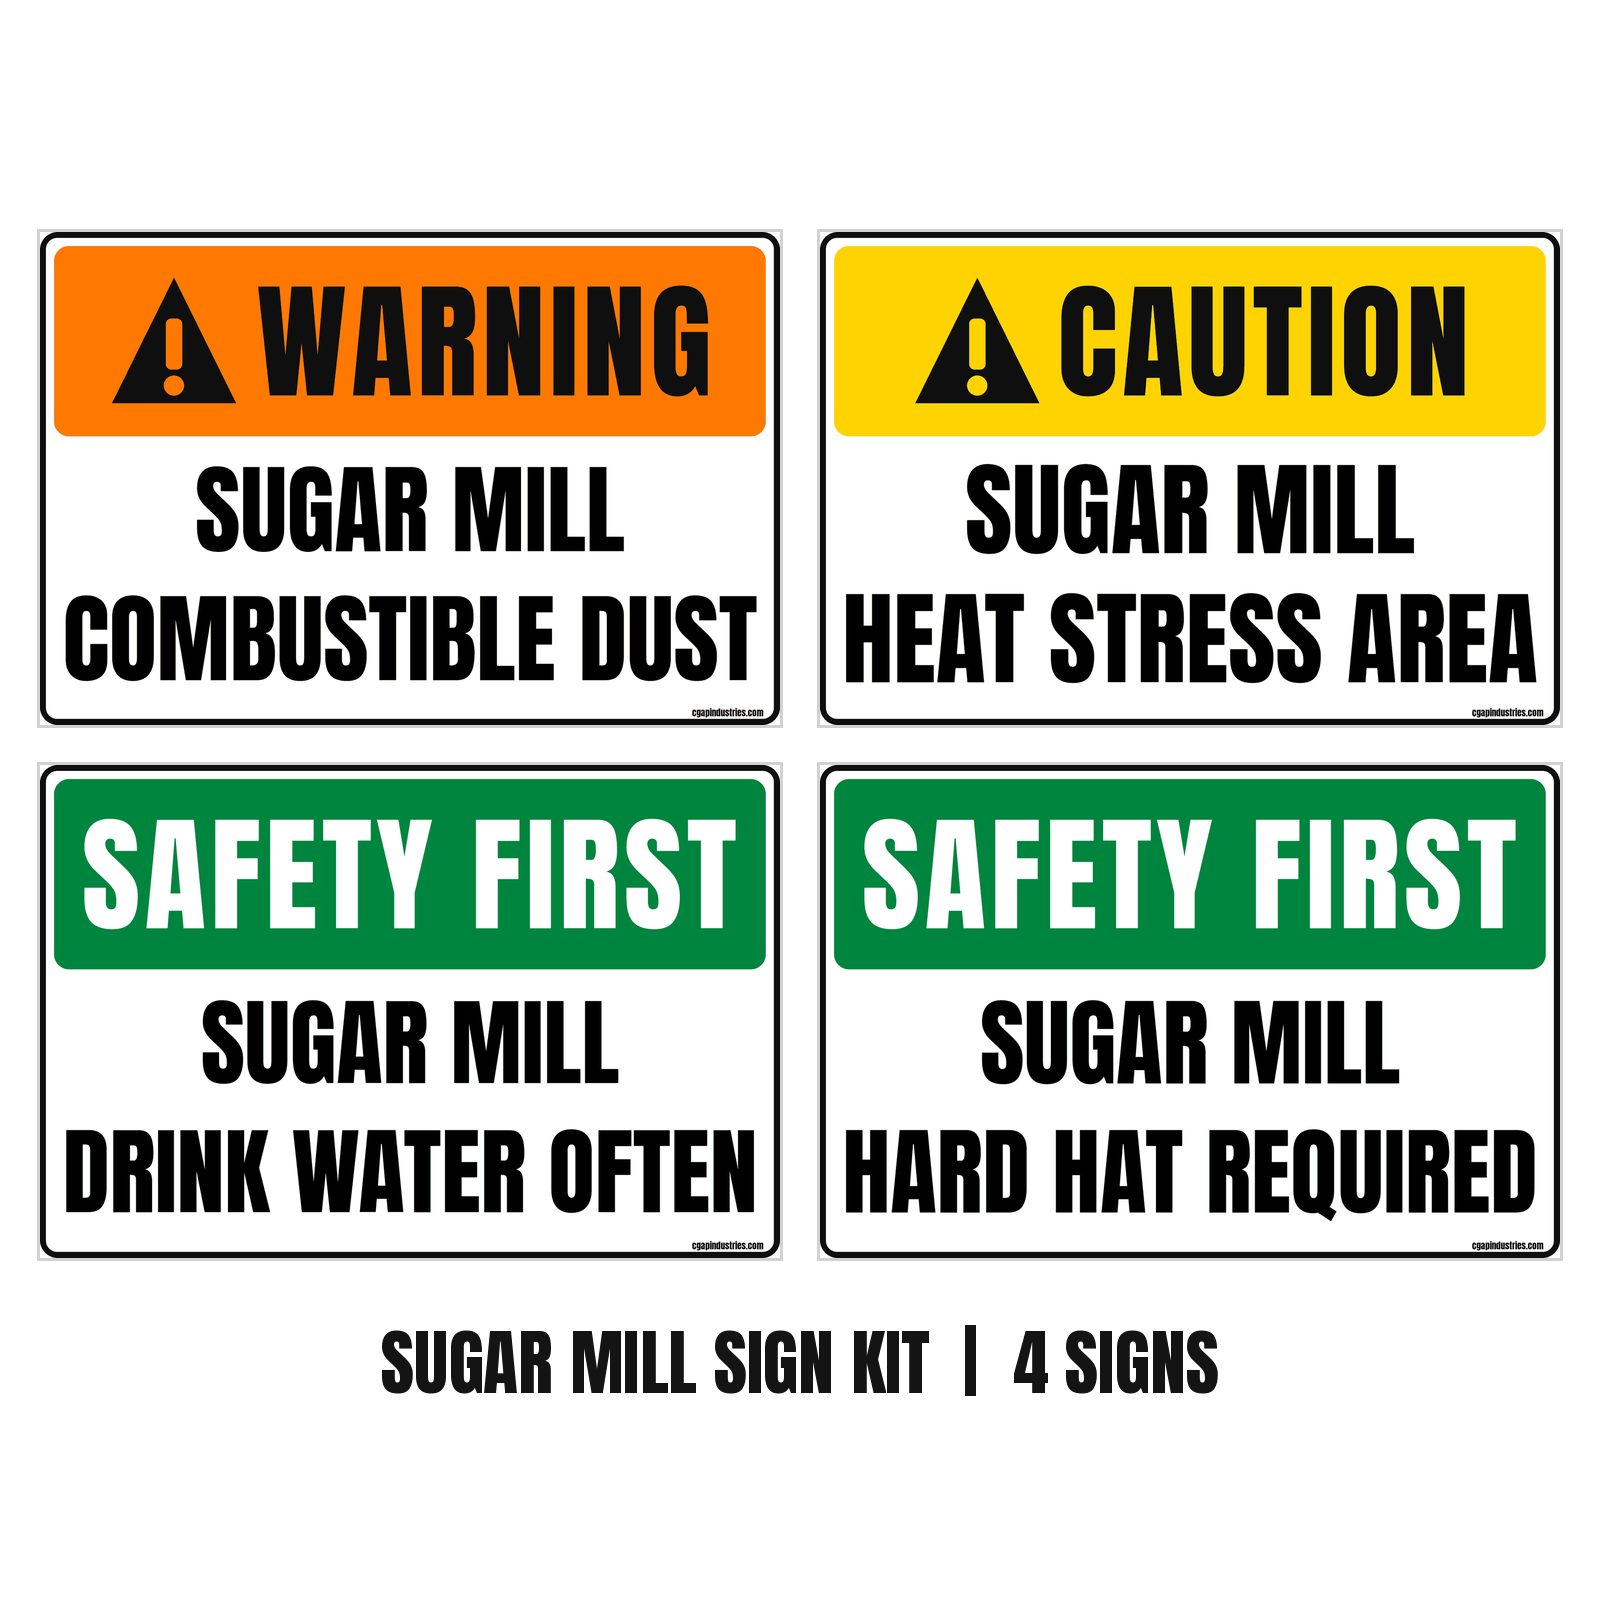 WARNING
SUGAR MILL
COMBUSTIBLE DUST
cgapindustries.com
CAUTION
SUGAR MILL
HEAT STRESS AREA
cgapindustries.com
SAFETY FIRST
SUGAR MILL
DRINK WATER OFTEN
cgapindustries.com
SAFETY FIRST
SUGAR MILL
HARD HAT REQUIRED
cgapindustries.com
SUGAR MILL SIGN KIT | 4 SIGNS